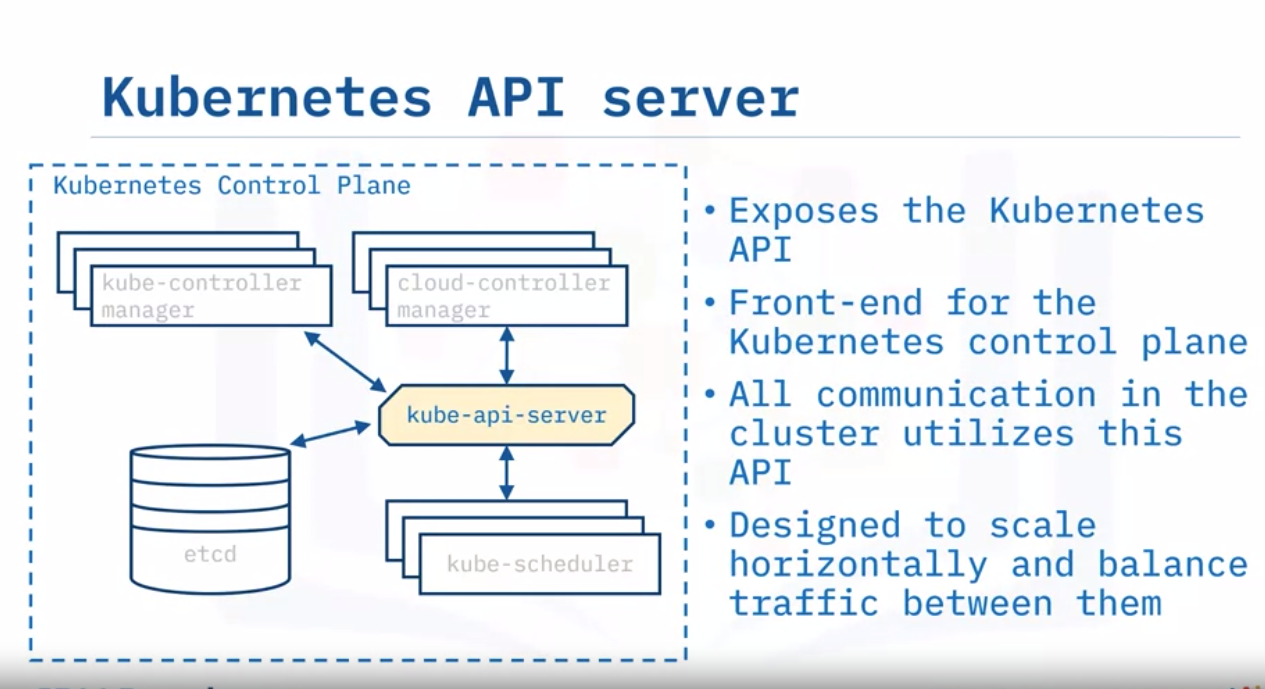 Kubernetes API server
Kubernetes Control Plane
kube-controller
manager
cloud-controller
manager
kube-api-server
etcd
kube-scheduler
• Exposes the Kubernetes
API
• Front-end for the
Kubernetes control plane
• All communication in the
cluster utilizes this
API
• Designed to scale
horizontally and balance
traffic between them